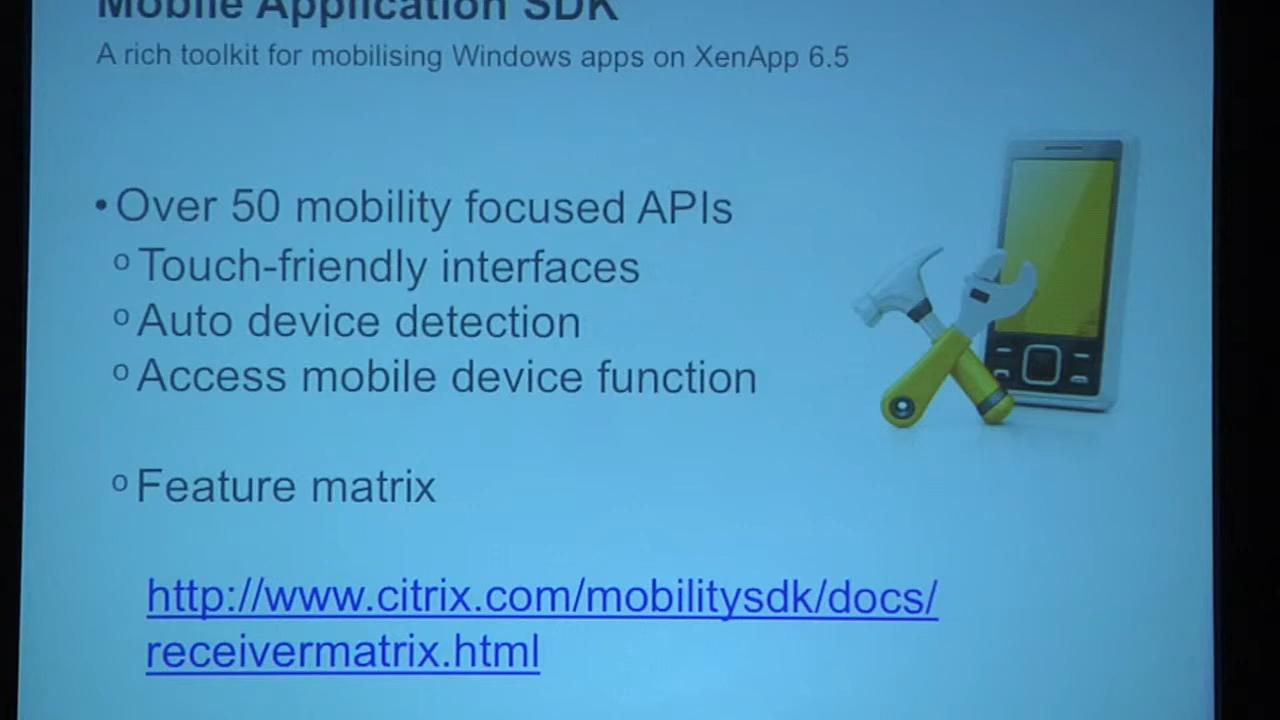 Mobile Application SDK
A rich toolkit for mobilising Windows apps on XenApp 6.5
• Over 50 mobility focused APIs
o Touch-friendly interfaces
o Auto device detection
o Access mobile device function
o Feature matrix
http://www.citrix.com/mobilitysdk/docs/
receivermatrix.html